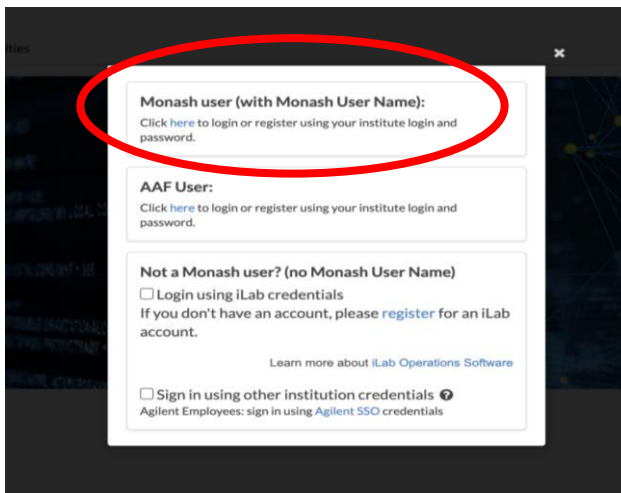 ities
Monash user (with Monash User Name):
Click here to login or register using your institute login and
password.
AAF User:
Click here to login or register using your institute login and
password.
Not a Monash user? (no Monash User Name)
Login using iLab credentials
If you don't have an account, please register for an iLab
account.
Learn more about iLab Operations Software
Sign in using other institution credentials
Agilent Employees: sign in using Agilent SSO credentials